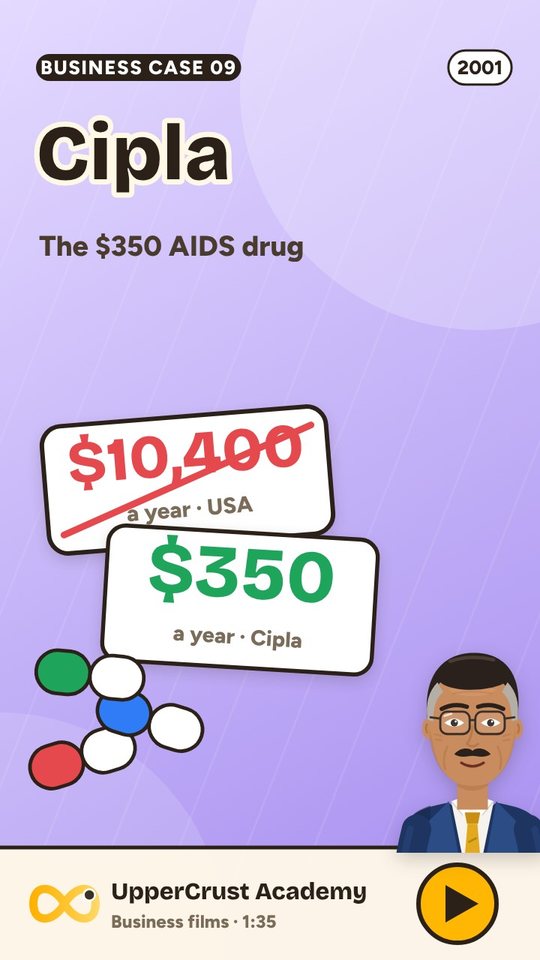 BUSINESS CASE 09
2001
Cipla
The $350 AIDS drug
$10,400
a year · USA
$350
a year · Cipla
UpperCrust Academy
Business films · 1:35